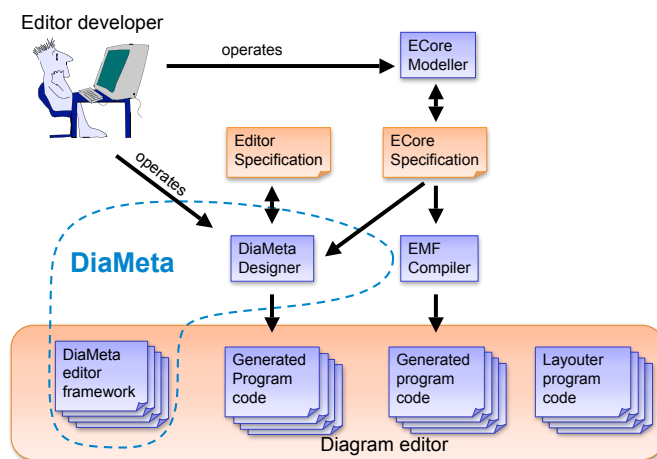 Editor developer
operates
ECore
Modeller
operates
Editor
Specification
ECore
Specification
DiaMeta
DiaMeta
Designer
EMF
Compiler
DiaMeta
editor
framework
Generated
Program
code
Generated
program
code
Layouter
program
code
Diagram editor